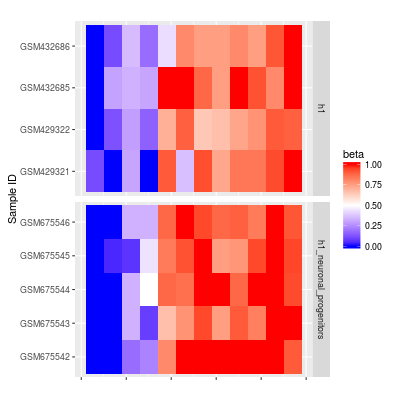 GSM432686
GSM432685
GSM429322
GSM429321
h1
GSM675546
GSM675545
GSM675544
GSM675543
GSM675542
h1_neuronal_progenitors
Sample ID
beta
1.00
0.75
0.50
0.25
0.00